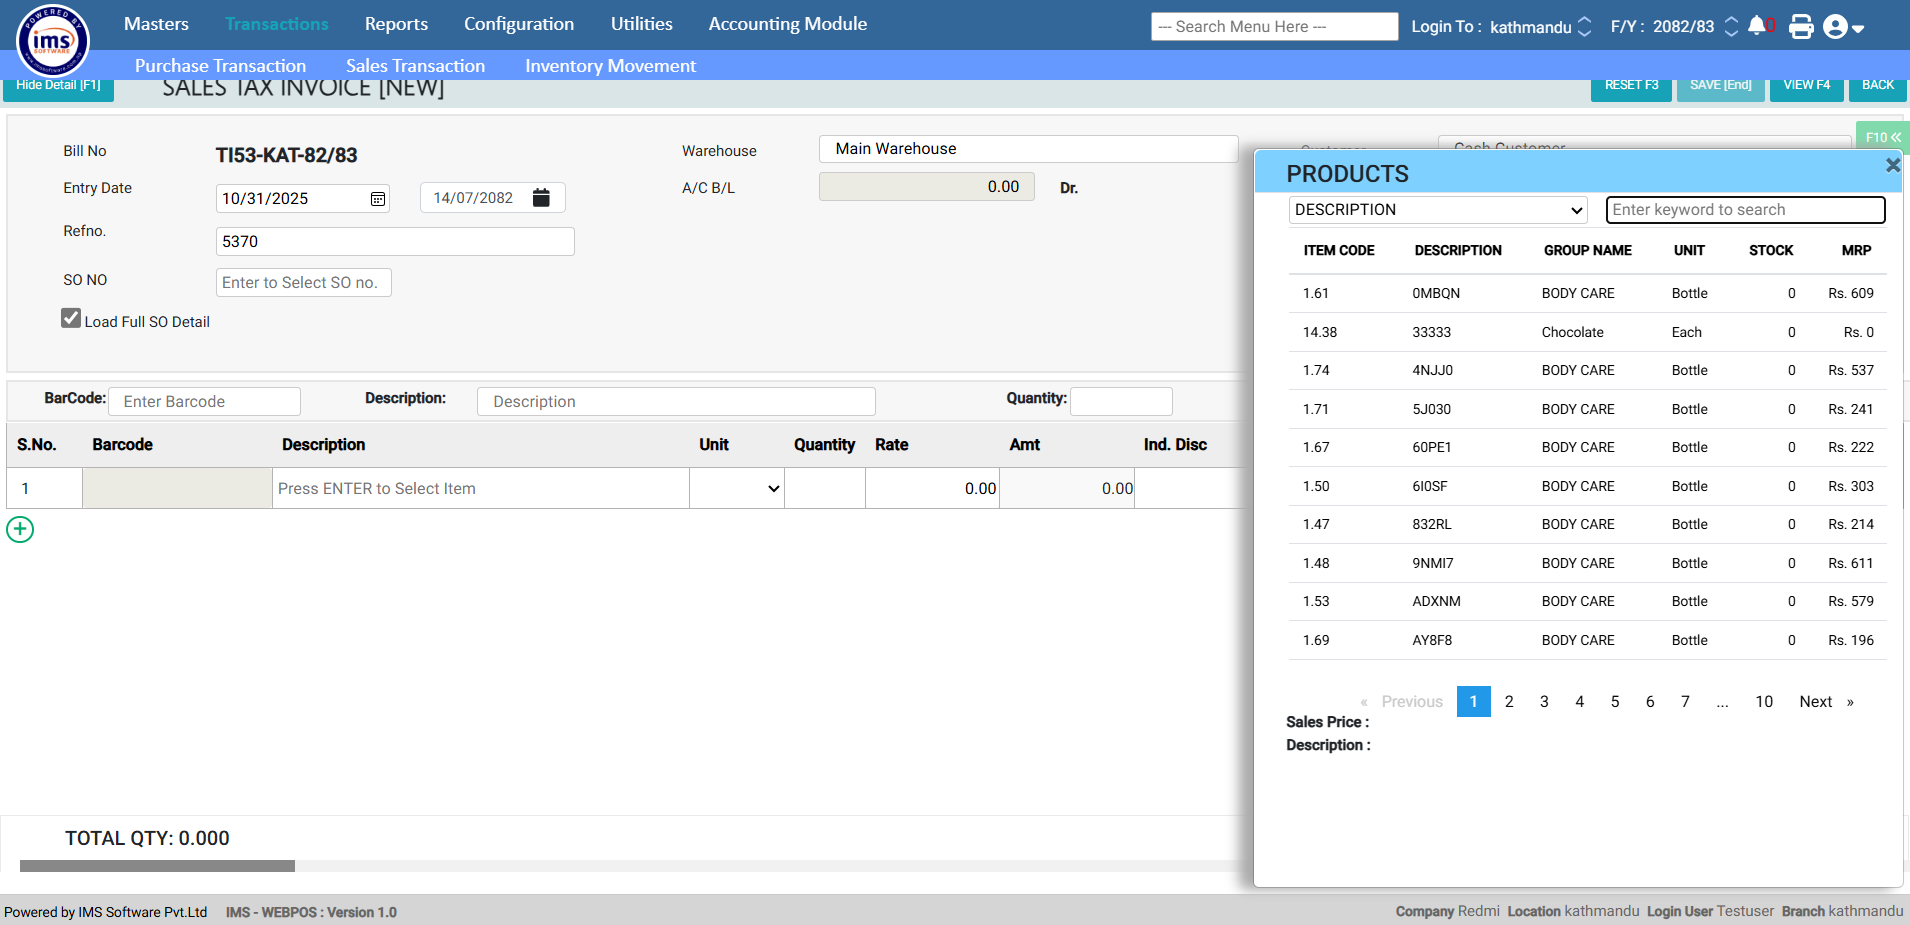 Masters Transactions Reports Configuration Utilities Accounting Module --- Search Menu Here --- Login To : kathmandu F/Y : 2082/83 0
POWERED BY
ims
SOFTWARE
Purchase Transaction Sales Transaction Inventory Movement
Hide Detail [F1] SALES TAX INVOICE [NEW] RESET F3 SAVE [End] VIEW F4 BACK
F10 «
Bill No TI53-KAT-82/83 Warehouse Main Warehouse Customer Cash Customer
Entry Date 10/31/2025 14/07/2082 A/C B/L 0.00 Dr.
Refno. 5370
SO NO Enter to Select SO no.
Load Full SO Detail
BarCode: Enter Barcode Description: Description Quantity:
S.No. Barcode Description Unit Quantity Rate Amt Ind. Disc
1 Press ENTER to Select Item 0.00 0.00
TOTAL QTY: 0.000
PRODUCTS
DESCRIPTION Enter keyword to search
ITEM CODE DESCRIPTION GROUP NAME UNIT STOCK MRP
1.61 0MBQN BODY CARE Bottle 0 Rs. 609
14.38 33333 Chocolate Each 0 Rs. 0
1.74 4NJJ0 BODY CARE Bottle 0 Rs. 537
1.71 5J030 BODY CARE Bottle 0 Rs. 241
1.67 60PE1 BODY CARE Bottle 0 Rs. 222
1.50 6I0SF BODY CARE Bottle 0 Rs. 303
1.47 832RL BODY CARE Bottle 0 Rs. 214
1.48 9NMI7 BODY CARE Bottle 0 Rs. 611
1.53 ADXNM BODY CARE Bottle 0 Rs. 579
1.69 AY8F8 BODY CARE Bottle 0 Rs. 196
« Previous 1 2 3 4 5 6 7 ... 10 Next »
Sales Price :
Description :
Powered by IMS Software Pvt.Ltd IMS - WEBPOS : Version 1.0 Company Redmi Location kathmandu Login User Testuser Branch kathmandu